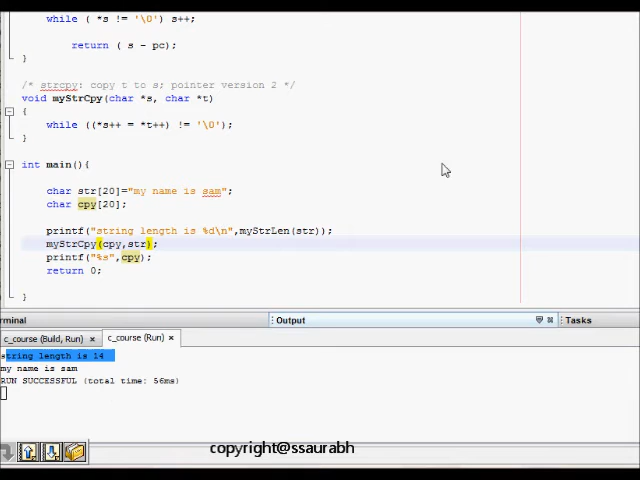 while ( *s != '\0') s++;
return ( s - pc);
}
/* strcpy: copy t to s; pointer version 2 */
void myStrCpy(char *s, char *t)
{
while ((*s++ = *t++) != '\0');
}
int main(){
char str[20]="my name is sam";
char cpy[20];
printf("string length is %d\n",myStrLen(str));
myStrCpy(cpy,str);
printf("%s",cpy);
return 0;
}
rminal Output Tasks
c_course (Build, Run) × c_course (Run) ×
string length is 14
my name is sam
RUN SUCCESSFUL (total time: 56ms)
copyright@ssaurabh